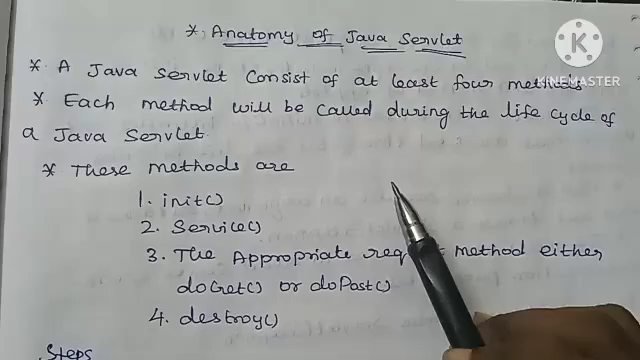 * Anatomy of Java Servlet
* A Java Servlet Consist of at least four methods
* Each method will be called during the life cycle of
a Java Servlet
* These methods are
1. init()
2. Service()
3. The Appropriate method either
doGet() or doPost()
4. destroy()
Steps
KINEMASTER